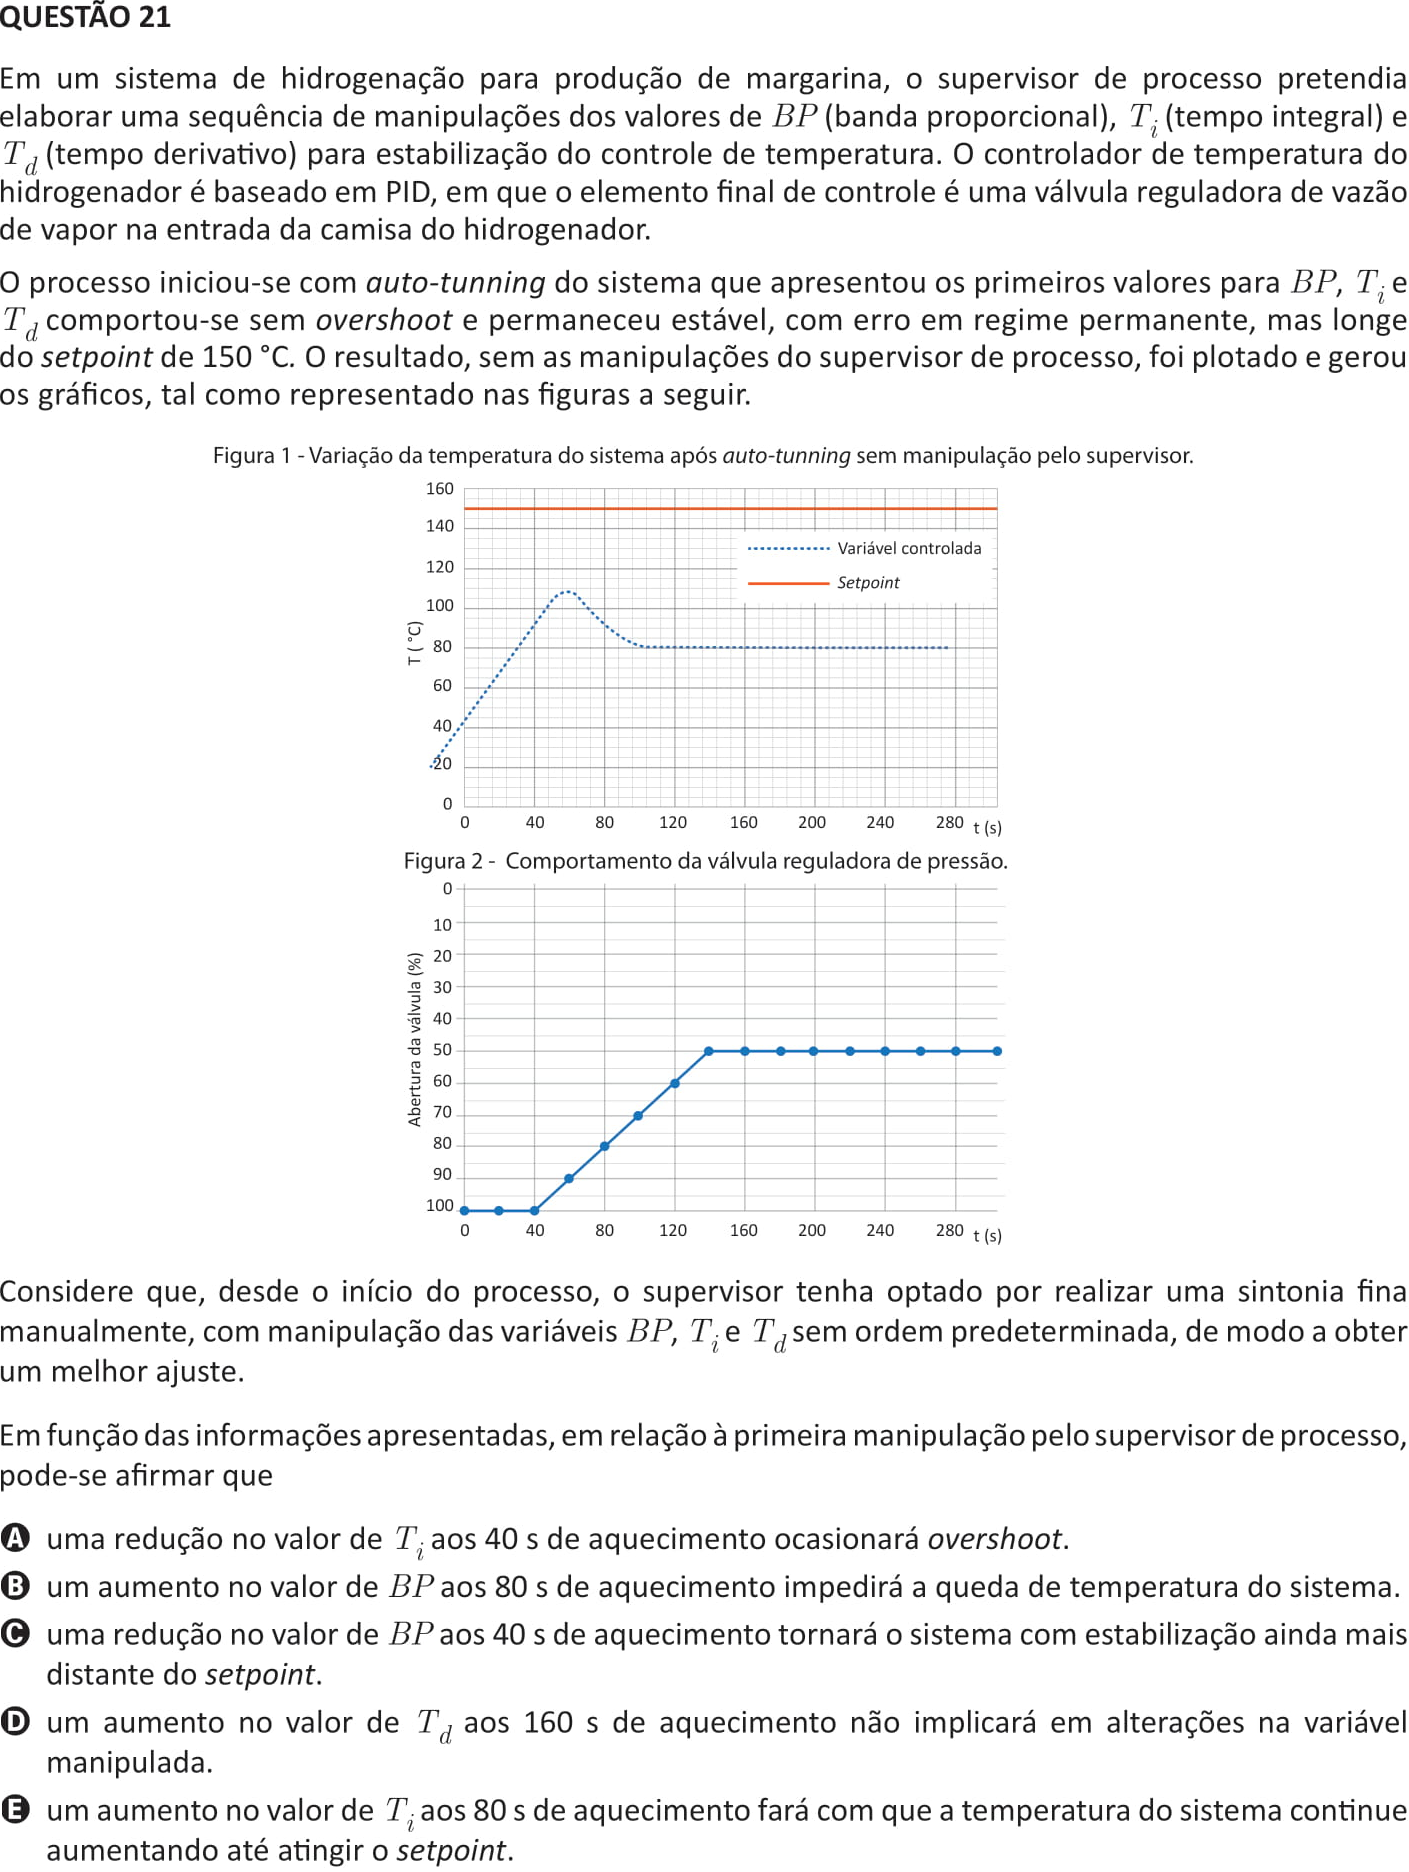 QUESTÃO 21
Em um sistema de hidrogenação para produção de margarina, o supervisor de processo pretendia
elaborar uma sequência de manipulações dos valores de BP (banda proporcional), Ti (tempo integral) e
Td (tempo derivativo) para estabilização do controle de temperatura. O controlador de temperatura do
hidrogenador é baseado em PID, em que o elemento final de controle é uma válvula reguladora de vazão
de vapor na entrada da camisa do hidrogenador.
O processo iniciou-se com auto-tunning do sistema que apresentou os primeiros valores para BP, Ti e
Td comportou-se sem overshoot e permaneceu estável, com erro em regime permanente, mas longe
do setpoint de 150 °C. O resultado, sem as manipulações do supervisor de processo, foi plotado e gerou
os gráficos, tal como representado nas figuras a seguir.
Figura 1 - Variação da temperatura do sistema após auto-tunning sem manipulação pelo supervisor.
160
140
120
100
80
60
40
20
0
T ( °C)
Variável controlada
Setpoint
0 40 80 120 160 200 240 280 t (s)
Figura 2 - Comportamento da válvula reguladora de pressão.
0
10
20
30
40
50
60
70
80
90
100
Abertura da válvula (%)
0 40 80 120 160 200 240 280 t (s)
Considere que, desde o início do processo, o supervisor tenha optado por realizar uma sintonia fina
manualmente, com manipulação das variáveis BP, Ti e Td sem ordem predeterminada, de modo a obter
um melhor ajuste.
Em função das informações apresentadas, em relação à primeira manipulação pelo supervisor de processo,
pode-se afirmar que
A uma redução no valor de Ti aos 40 s de aquecimento ocasionará overshoot.
B um aumento no valor de BP aos 80 s de aquecimento impedirá a queda de temperatura do sistema.
C uma redução no valor de BP aos 40 s de aquecimento tornará o sistema com estabilização ainda mais
distante do setpoint.
D um aumento no valor de Td aos 160 s de aquecimento não implicará em alterações na variável
manipulada.
E um aumento no valor de Ti aos 80 s de aquecimento fará com que a temperatura do sistema continue
aumentando até atingir o setpoint.